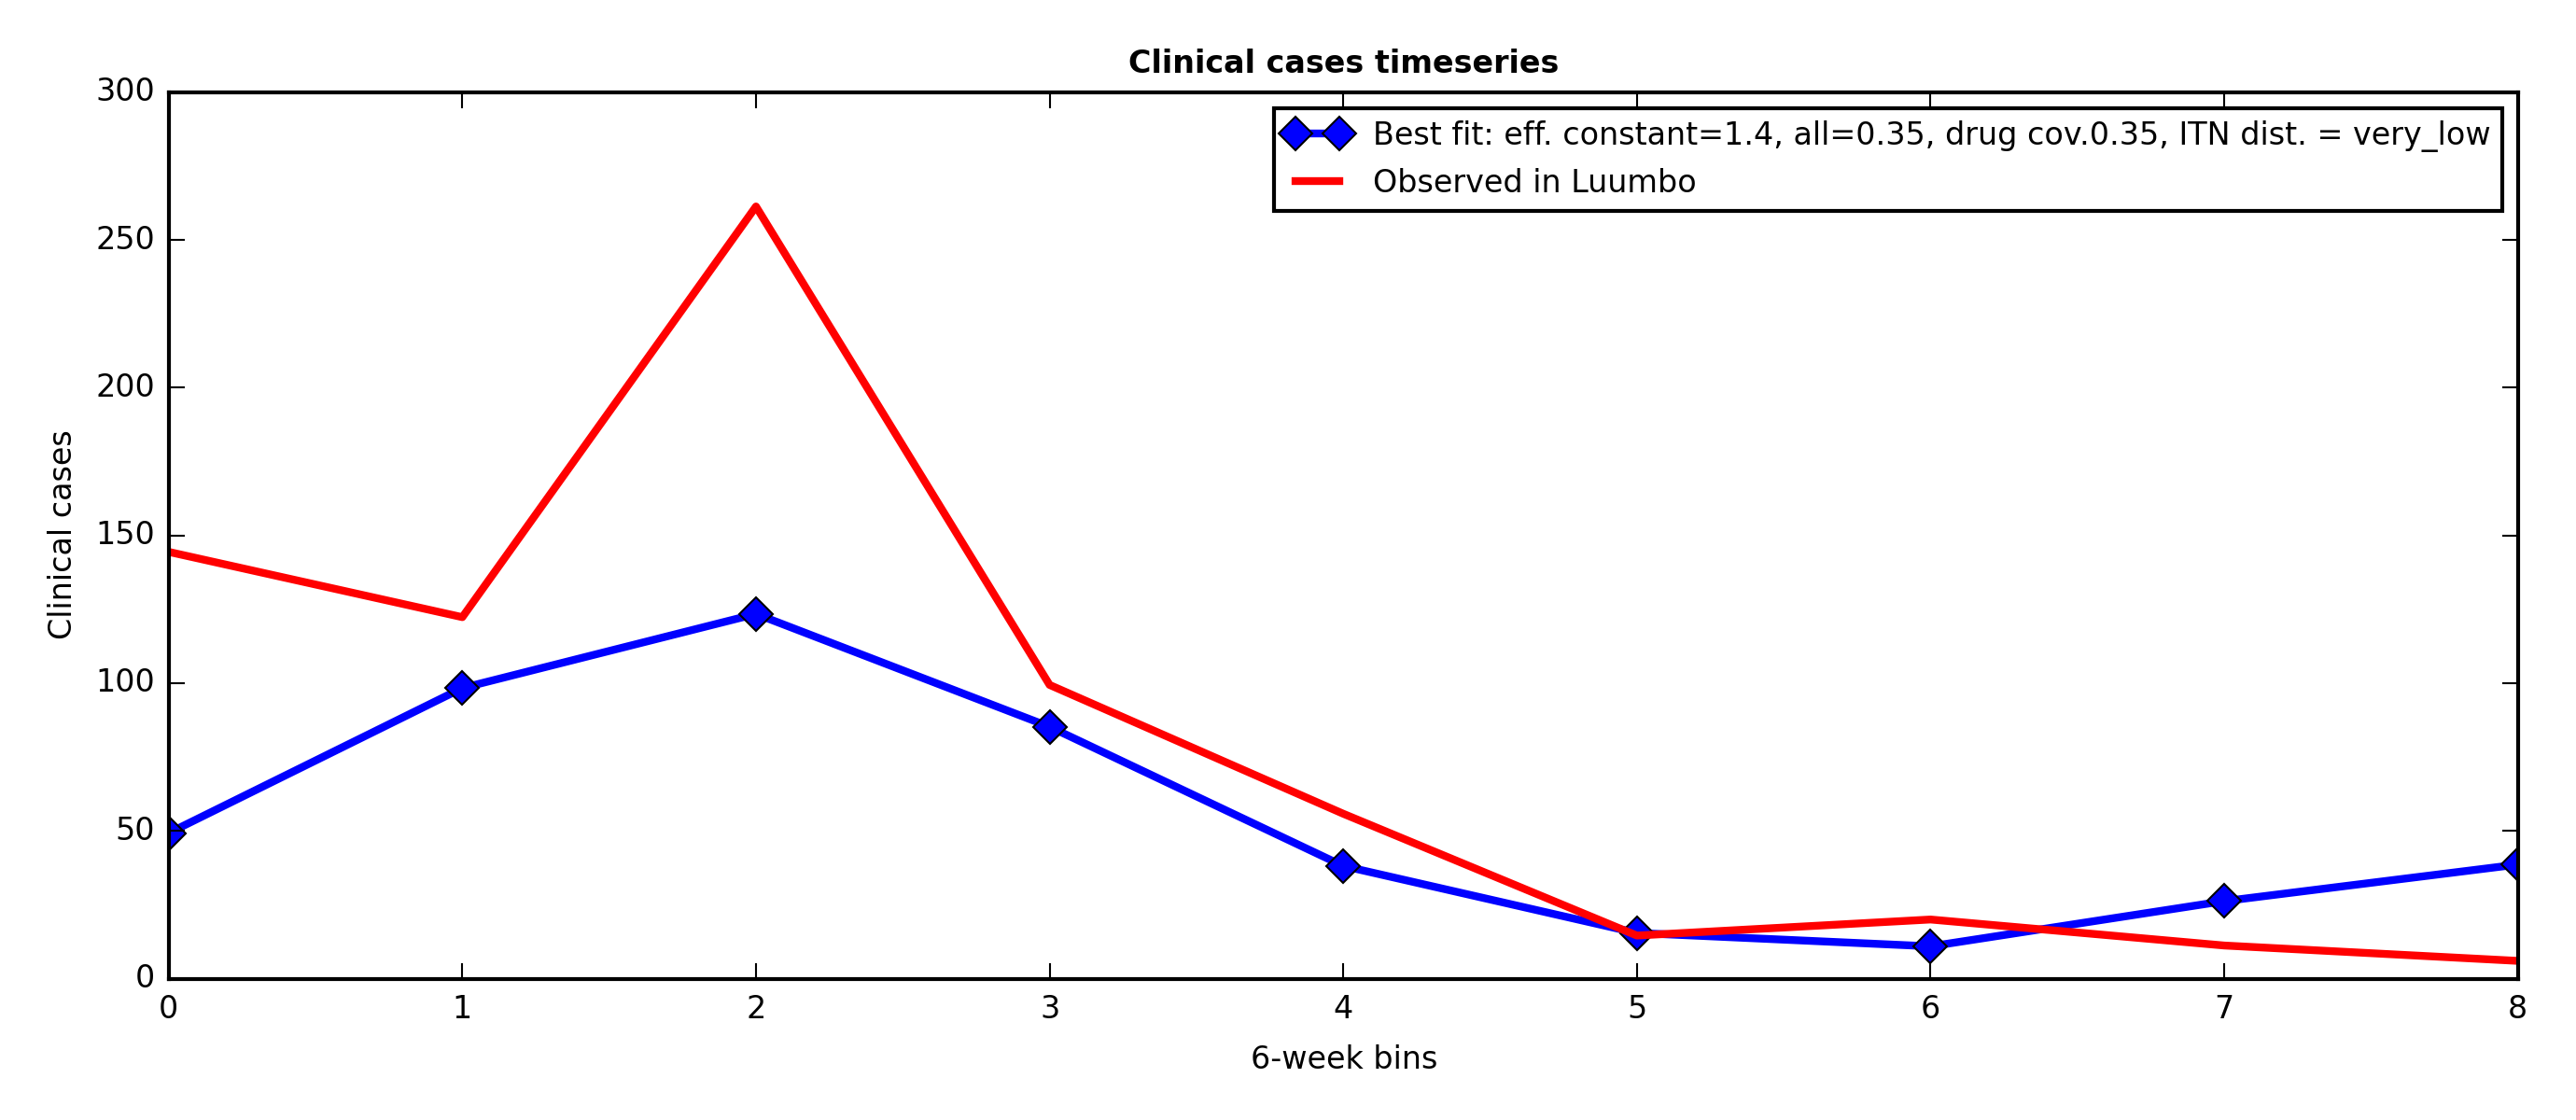 Clinical cases timeseries
300
250
200
150
100
50
0
Clinical cases
Best fit: eff. constant=1.4, all=0.35, drug cov.0.35, ITN dist. = very_low
Observed in Luumbo
0 1 2 3 4 5 6 7 8
6-week bins